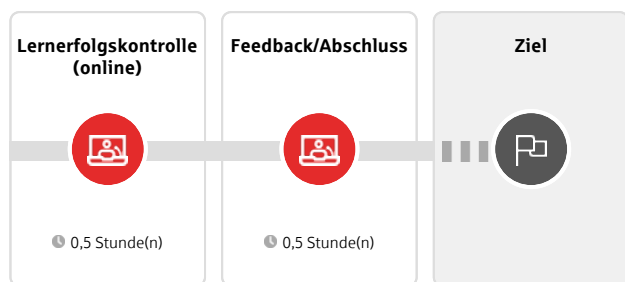 Lernerfolgskontrolle
(online)
Feedback/Abschluss
Ziel
0,5 Stunde(n)
0,5 Stunde(n)